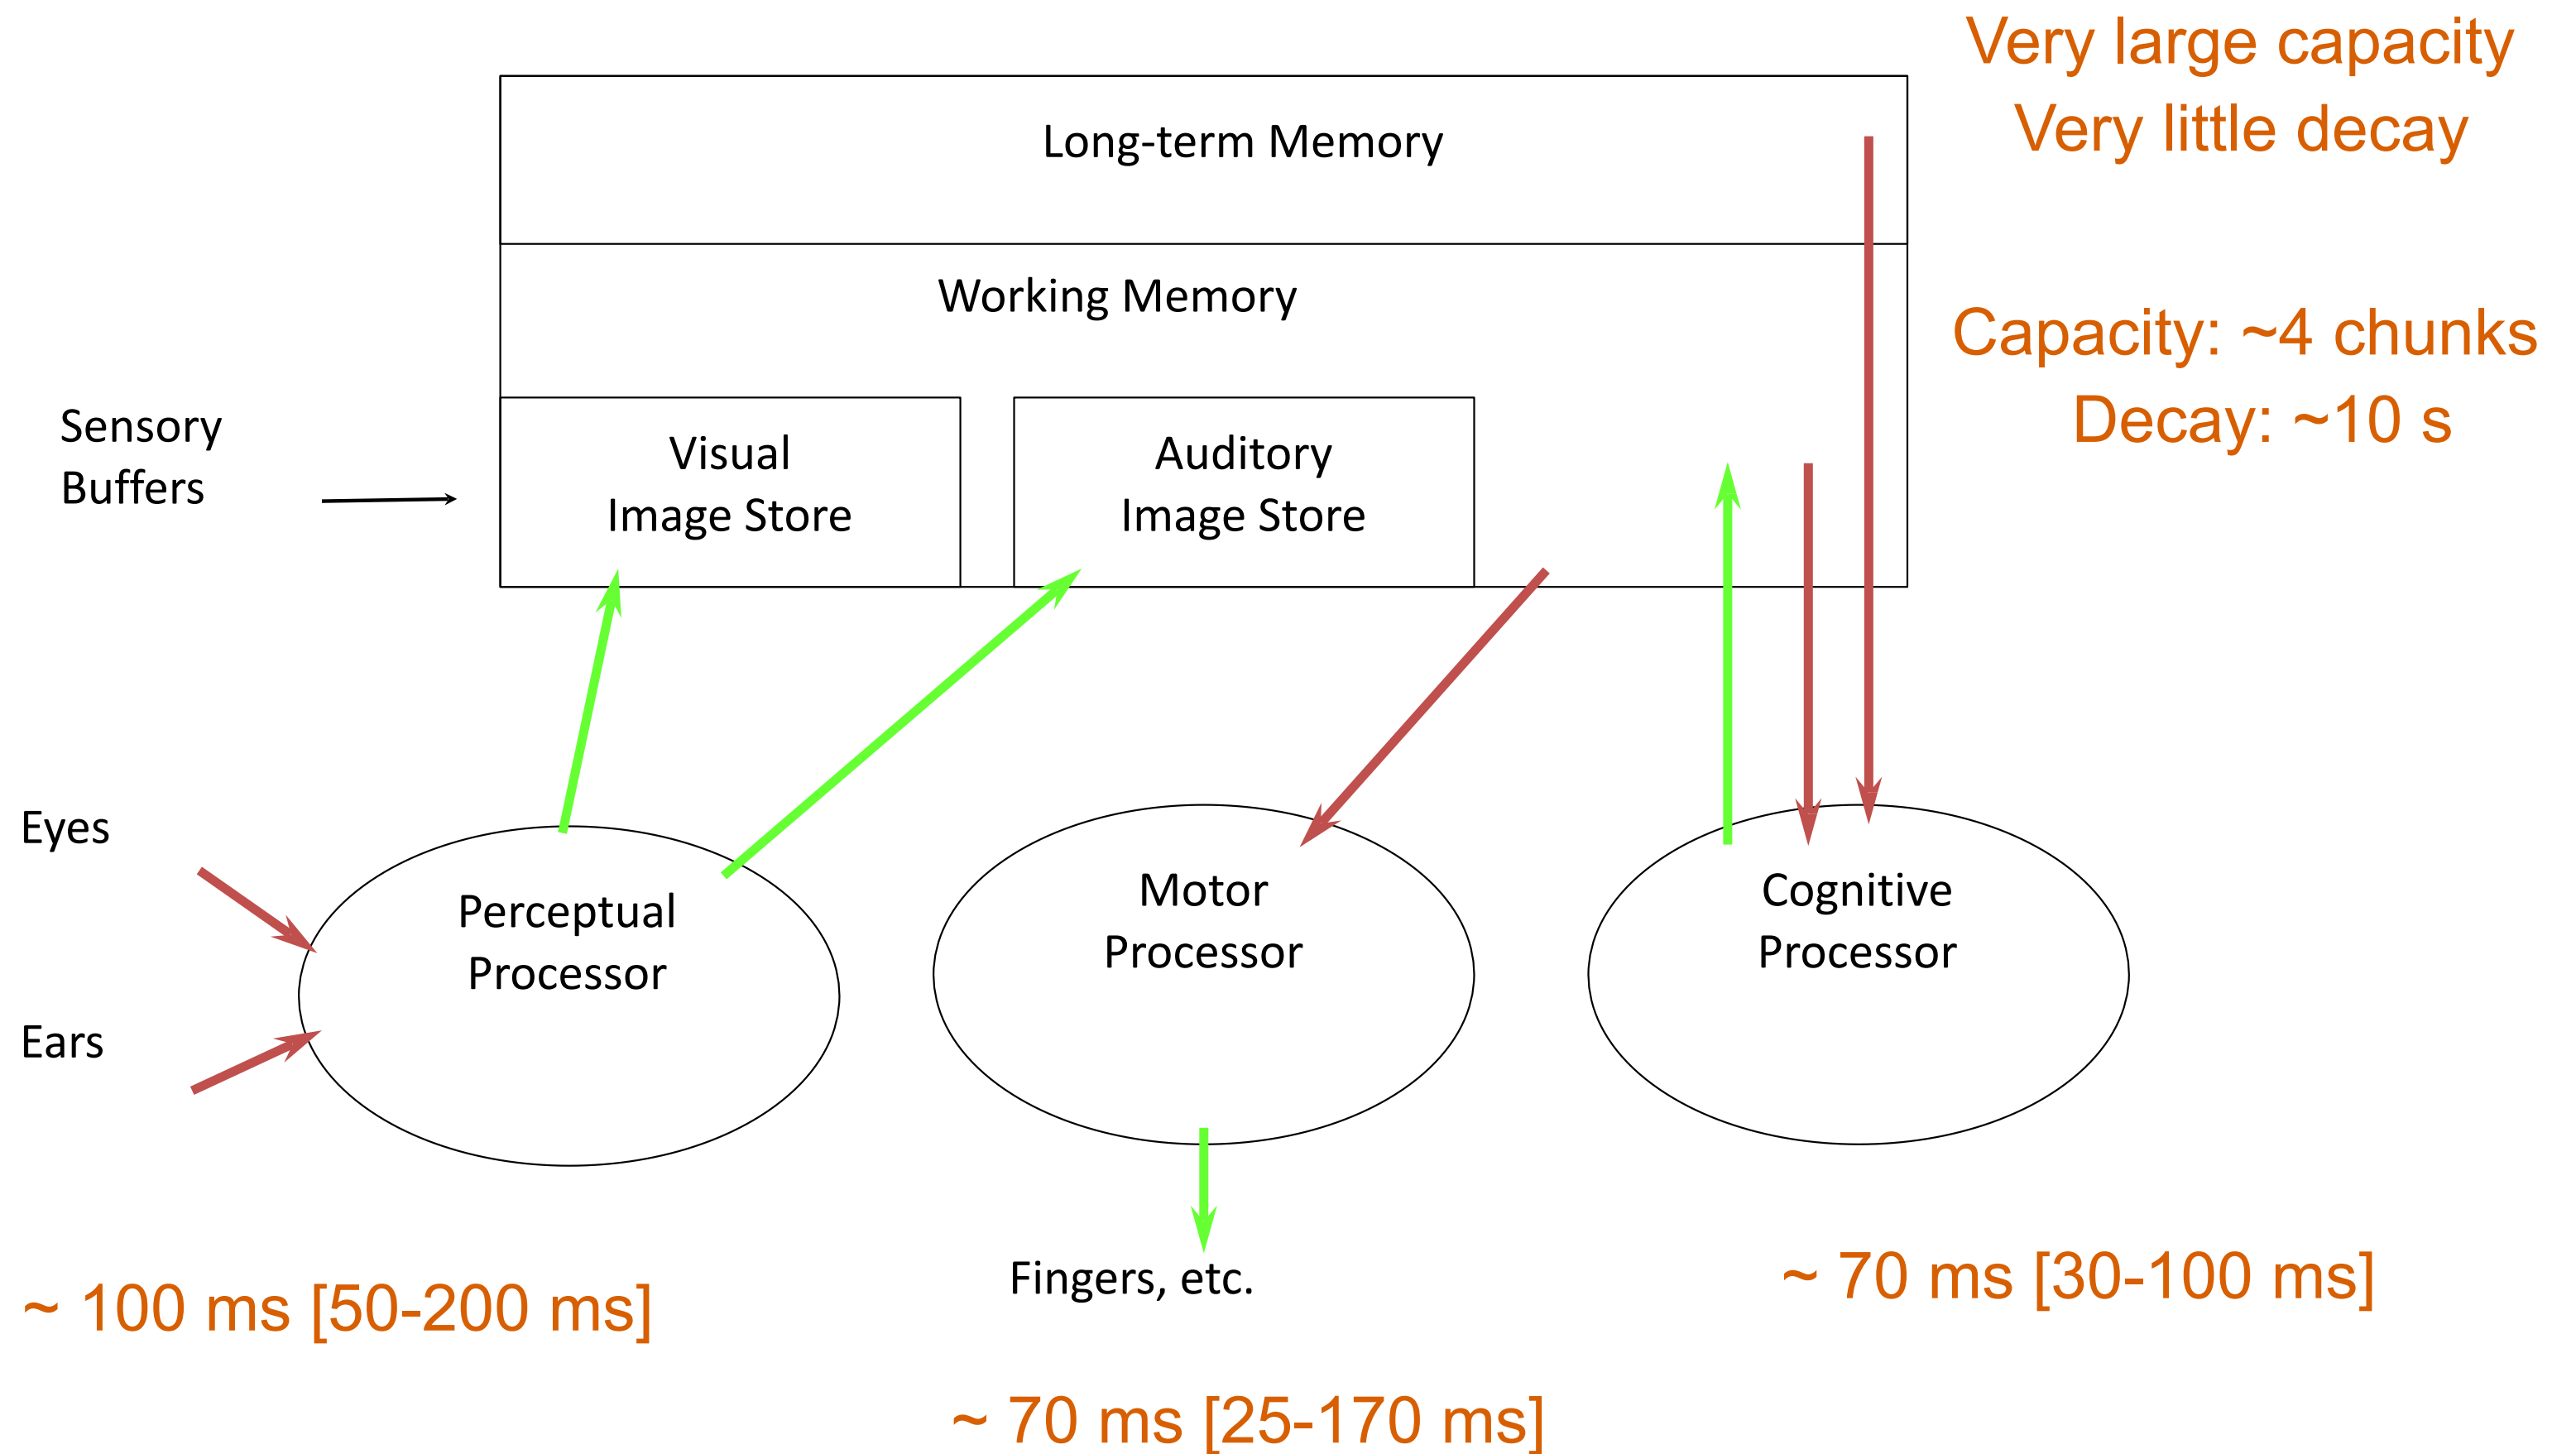 Very large capacity
Very little decay
Long-term Memory
Working Memory
Capacity: ~4 chunks
Decay: ~10 s
Sensory
Buffers
Visual
Image Store
Auditory
Image Store
Eyes
Ears
Perceptual
Processor
Motor
Processor
Cognitive
Processor
Fingers, etc.
~ 100 ms [50-200 ms]
~ 70 ms [25-170 ms]
~ 70 ms [30-100 ms]